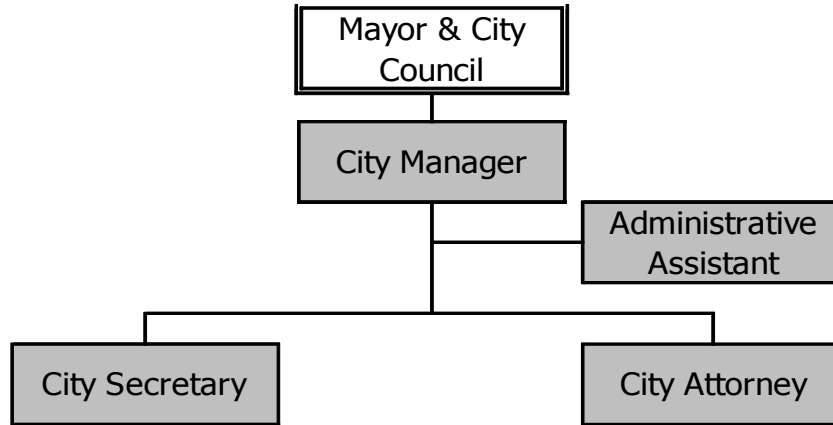 Mayor & City
Council
City Manager
Administrative
Assistant
City Secretary
City Attorney